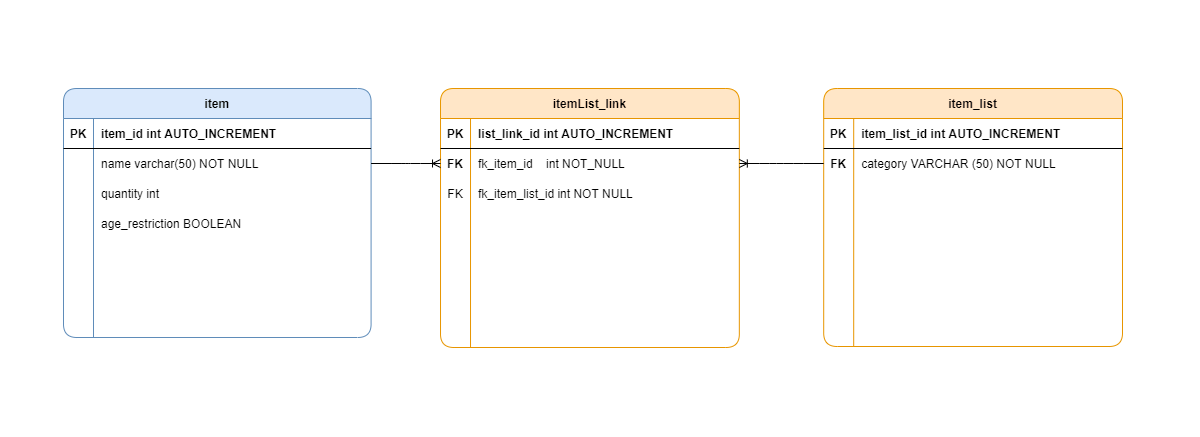 item
PK item_id int AUTO_INCREMENT
name varchar(50) NOT NULL
quantity int
age_restriction BOOLEAN
itemList_link
PK list_link_id int AUTO_INCREMENT
FK fk_item_id int NOT_NULL
FK fk_item_list_id int NOT NULL
item_list
PK item_list_id int AUTO_INCREMENT
FK category VARCHAR (50) NOT NULL